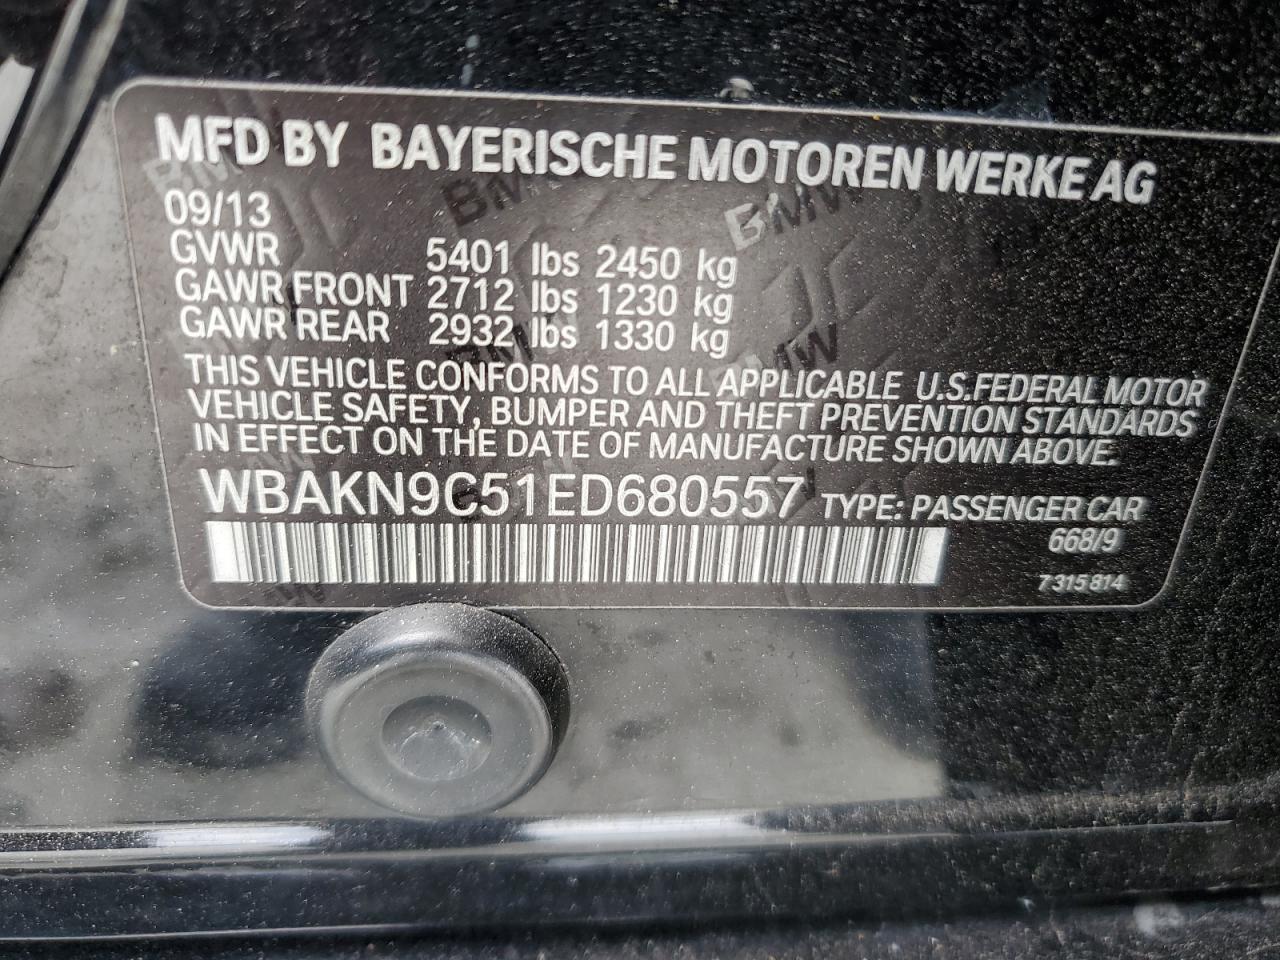 MFD BY BAYERISCHE MOTOREN WERKE AG
09/13
GVWR 5401 lbs 2450 kg
GAWR FRONT 2712 lbs 1230 kg
GAWR REAR 2932 lbs 1330 kg
THIS VEHICLE CONFORMS TO ALL APPLICABLE U.S.FEDERAL MOTOR
VEHICLE SAFETY, BUMPER AND THEFT PREVENTION STANDARDS
IN EFFECT ON THE DATE OF MANUFACTURE SHOWN ABOVE.
WBAKN9C51ED680557 TYPE: PASSENGER CAR
668/9
7 315 814